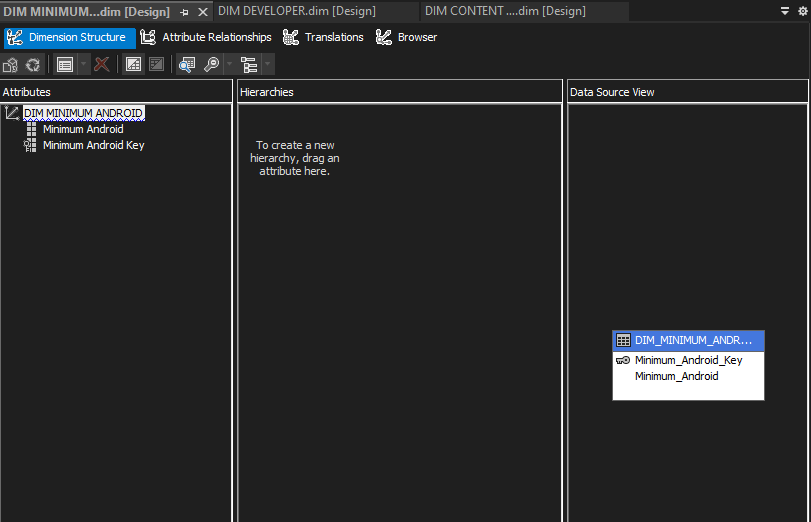 DIM MINIMUM...dim [Design]
DIM DEVELOPER.dim [Design]
DIM CONTENT ....dim [Design]
Dimension Structure
Attribute Relationships
Translations
Browser
Attributes
Hierarchies
Data Source View
DIM MINIMUM ANDROID
Minimum Android
Minimum Android Key
To create a new
hierarchy, drag an
attribute here.
DIM_MINIMUM_ANDR...
Minimum_Android_Key
Minimum_Android